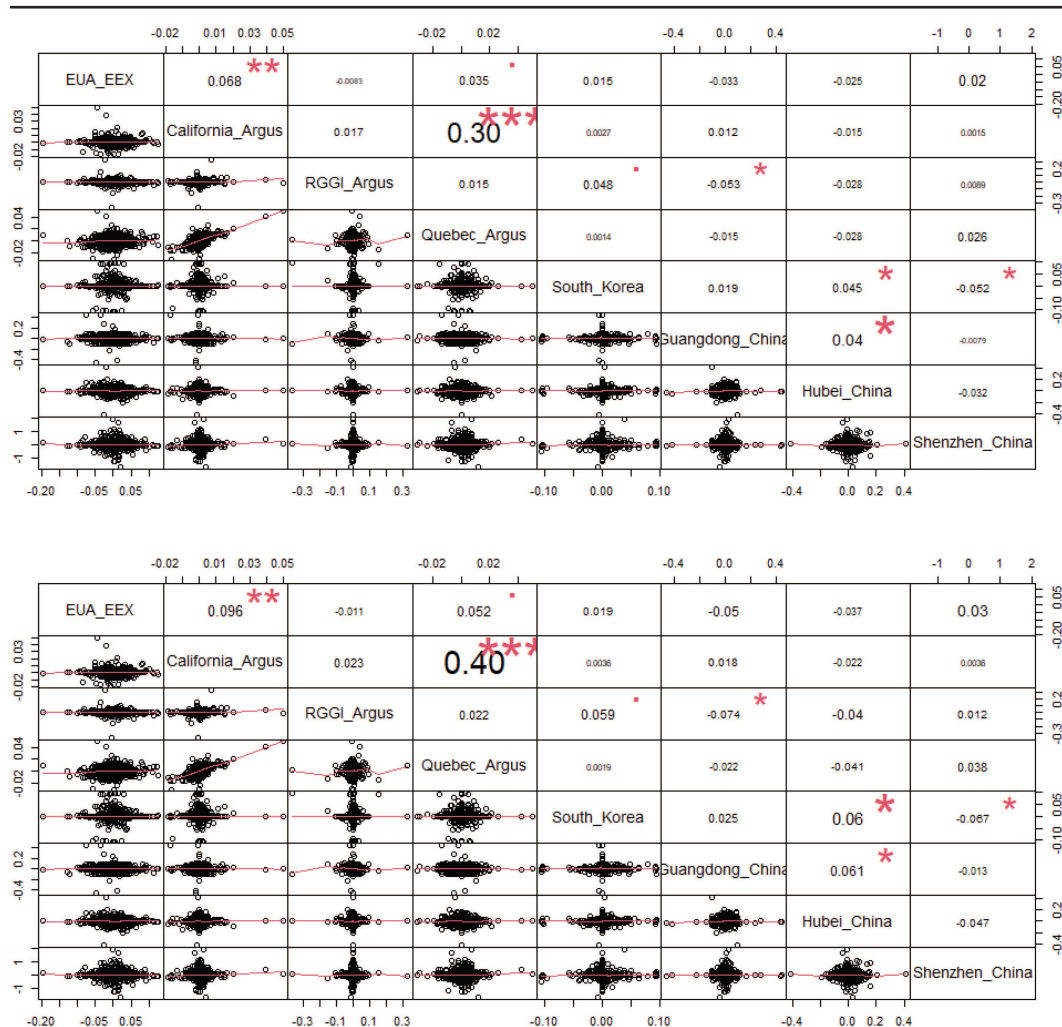 -0.02 0.01 0.03 0.05 -0.02 0.02 -0.4 0.0 0.4 -1 0 1 2
EUA_EEX 0.068 ** -0.0083 0.035 . 0.015 -0.033 -0.025 0.02 -0.20 0.05
-0.02 0.03 California_Argus 0.017 0.30 *** 0.0027 0.012 -0.015 0.0015
RGGI_Argus 0.015 0.048 . -0.053 * -0.028 0.0089 -0.3 0.2
-0.02 0.04 Quebec_Argus 0.0014 -0.015 -0.028 0.026
South_Korea 0.019 0.045 * -0.052 * -0.10 0.05
-0.4 0.2 Guangdong_China 0.04 * -0.0079
Hubei_China -0.032 -0.4 0.2
-1 1 Shenzhen_China
-0.20 -0.05 0.05 -0.3 -0.1 0.1 0.3 -0.10 0.00 0.10 -0.4 0.0 0.2 0.4
-0.02 0.01 0.03 0.05 -0.02 0.02 -0.4 0.0 0.4 -1 0 1 2
EUA_EEX 0.096 ** -0.011 0.052 . 0.019 -0.05 -0.037 0.03 -0.20 0.05
-0.02 0.03 California_Argus 0.023 0.40 *** 0.0036 0.018 -0.022 0.0036
RGGI_Argus 0.022 0.059 . -0.074 * -0.04 0.012 -0.3 0.2
-0.02 0.04 Quebec_Argus 0.0019 -0.022 -0.041 0.038
South_Korea 0.025 0.06 * -0.067 * -0.10 0.05
-0.4 0.2 Guangdong_China 0.061 * -0.013
Hubei_China -0.047 -0.4 0.2
-1 1 Shenzhen_China
-0.20 -0.05 0.05 -0.3 -0.1 0.1 0.3 -0.10 0.00 0.10 -0.4 0.0 0.2 0.4